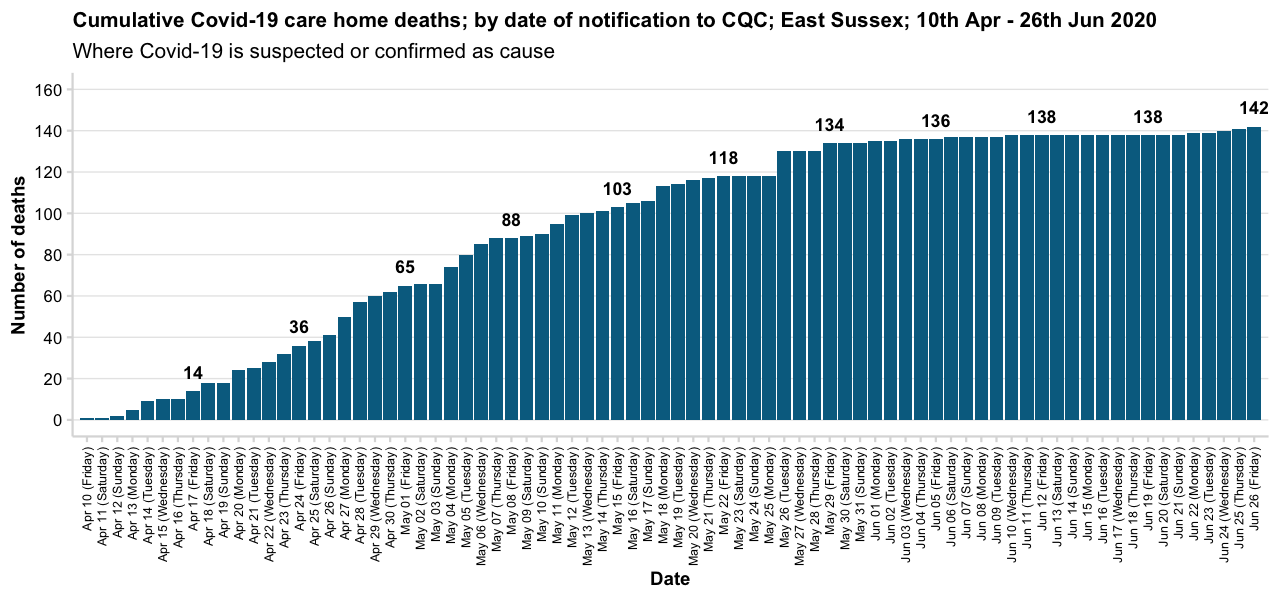 Cumulative Covid-19 care home deaths; by date of notification to CQC; East Sussex; 10th Apr - 26th Jun 2020
Where Covid-19 is suspected or confirmed as cause
Number of deaths
160
140
120
100
80
60
40
20
0
14
36
65
88
103
118
134
136
138
138
142
Apr 10 (Friday)
Apr 11 (Saturday)
Apr 12 (Sunday)
Apr 13 (Monday)
Apr 14 (Tuesday)
Apr 15 (Wednesday)
Apr 16 (Thursday)
Apr 17 (Friday)
Apr 18 (Saturday)
Apr 19 (Sunday)
Apr 20 (Monday)
Apr 21 (Tuesday)
Apr 22 (Wednesday)
Apr 23 (Thursday)
Apr 24 (Friday)
Apr 25 (Saturday)
Apr 26 (Sunday)
Apr 27 (Monday)
Apr 28 (Tuesday)
Apr 29 (Wednesday)
Apr 30 (Thursday)
May 01 (Friday)
May 02 (Saturday)
May 03 (Sunday)
May 04 (Monday)
May 05 (Tuesday)
May 06 (Wednesday)
May 07 (Thursday)
May 08 (Friday)
May 09 (Saturday)
May 10 (Sunday)
May 11 (Monday)
May 12 (Tuesday)
May 13 (Wednesday)
May 14 (Thursday)
May 15 (Friday)
May 16 (Saturday)
May 17 (Sunday)
May 18 (Monday)
May 19 (Tuesday)
May 20 (Wednesday)
May 21 (Thursday)
May 22 (Friday)
May 23 (Saturday)
May 24 (Sunday)
May 25 (Monday)
May 26 (Tuesday)
May 27 (Wednesday)
May 28 (Thursday)
May 29 (Friday)
May 30 (Saturday)
May 31 (Sunday)
Jun 01 (Monday)
Jun 02 (Tuesday)
Jun 03 (Wednesday)
Jun 04 (Thursday)
Jun 05 (Friday)
Jun 06 (Saturday)
Jun 07 (Sunday)
Jun 08 (Monday)
Jun 09 (Tuesday)
Jun 10 (Wednesday)
Jun 11 (Thursday)
Jun 12 (Friday)
Jun 13 (Saturday)
Jun 14 (Sunday)
Jun 15 (Monday)
Jun 16 (Tuesday)
Jun 17 (Wednesday)
Jun 18 (Thursday)
Jun 19 (Friday)
Jun 20 (Saturday)
Jun 21 (Sunday)
Jun 22 (Monday)
Jun 23 (Tuesday)
Jun 24 (Wednesday)
Jun 25 (Thursday)
Jun 26 (Friday)
Date